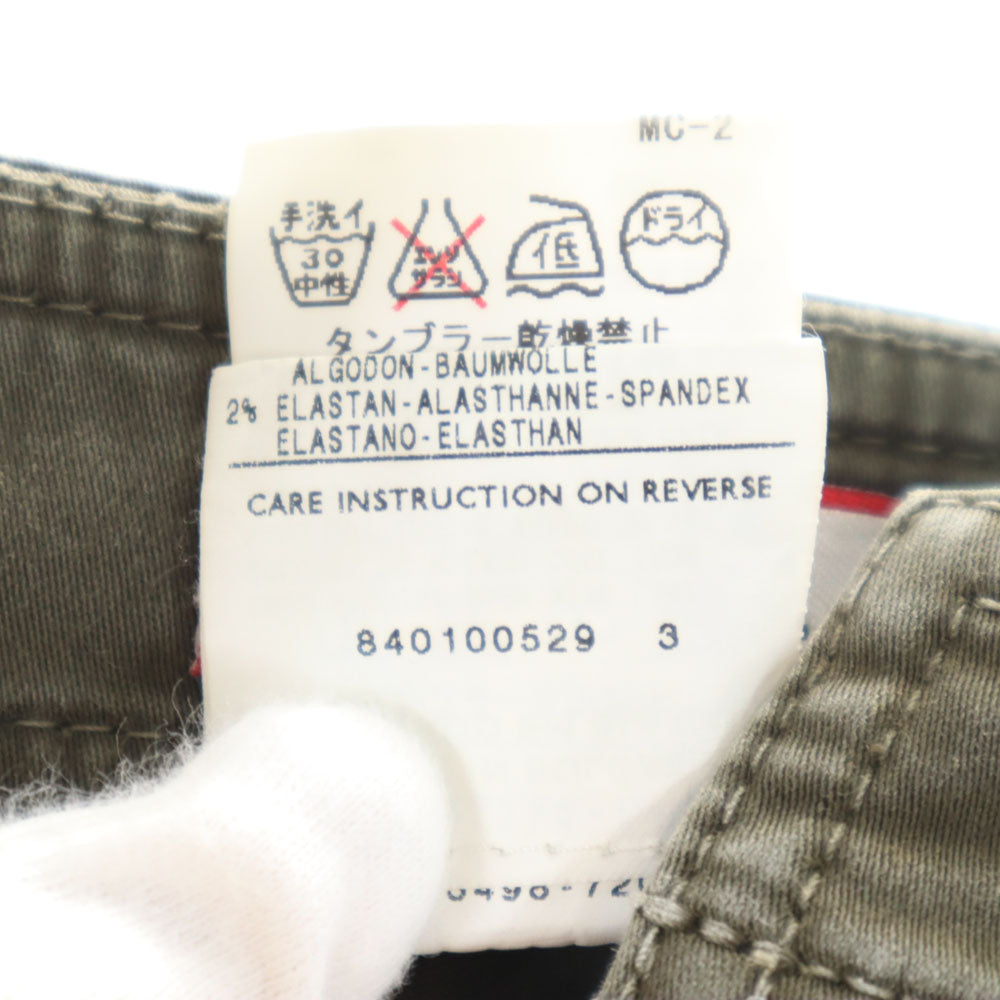 MC-2
手洗イ
30
中性
エンソ
サラシ
低
ドライ
タンブラー乾燥禁止
ALGODON-BAUMWOLLE
2% ELASTAN-ALASTHANNE-SPANDEX
ELASTANO-ELASTHAN
CARE INSTRUCTION ON REVERSE
840100529 3